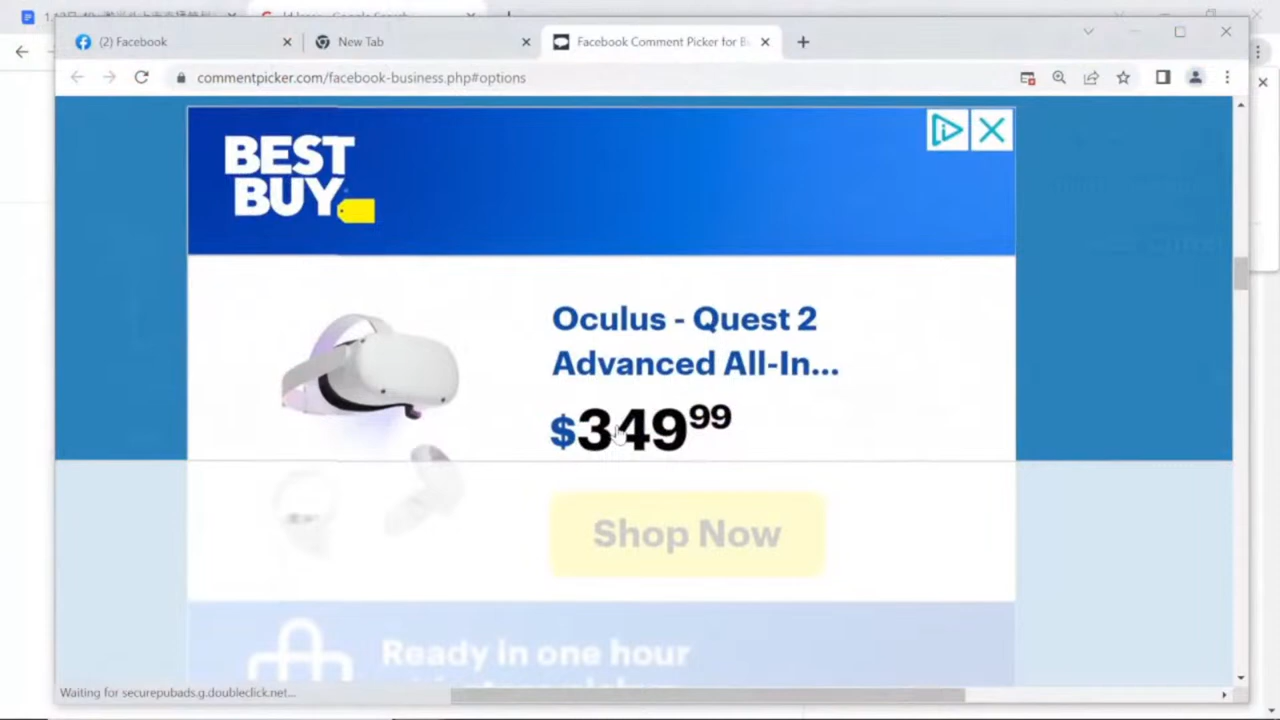 (2) Facebook
New Tab
Facebook Comment Picker for B
commentpicker.com/facebook-business.php#options
BEST
BUY
Oculus - Quest 2
Advanced All-In...
$34999
Shop Now
Ready in one hour
Waiting for securepubads.g.doubleclick.net...